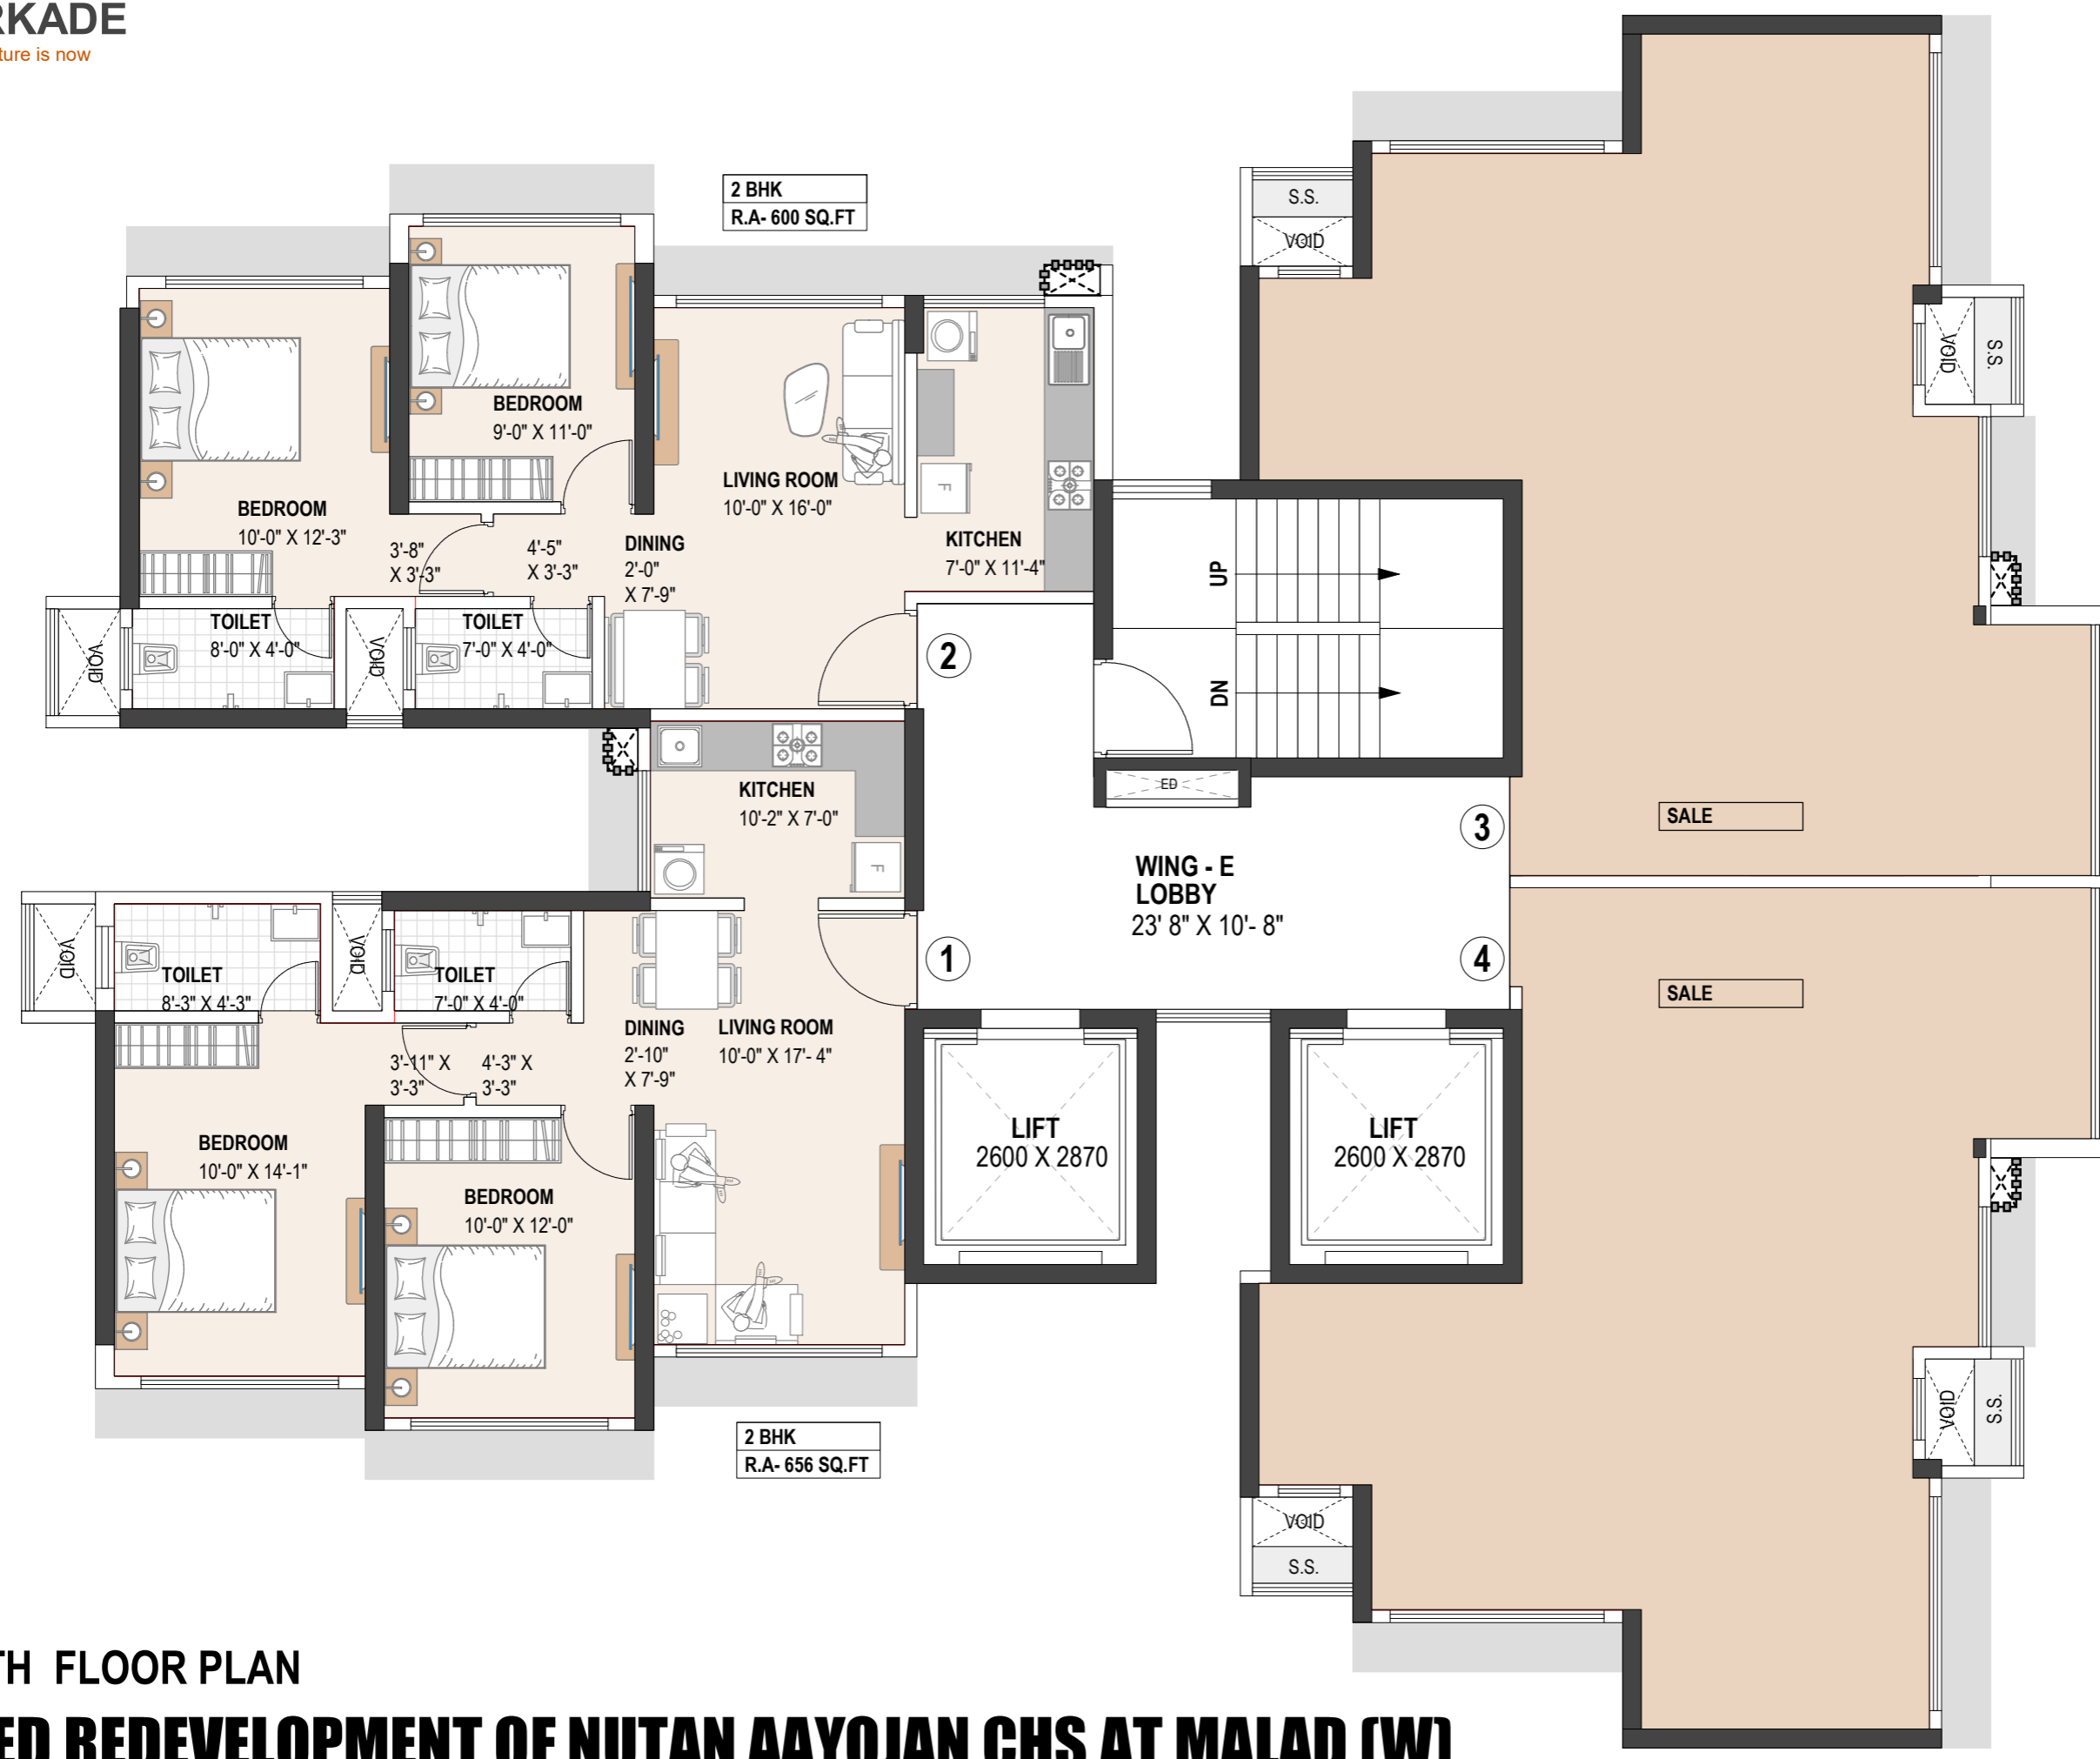 RKADE
ture is now
2 BHK
R.A- 600 SQ.FT
S.S.
VOID
VOID
S.S.
BEDROOM
9'-0" X 11'-0"
BEDROOM
10'-0" X 12'-3"
LIVING ROOM
10'-0" X 16'-0"
F
KITCHEN
7'-0" X 11'-4"
3'-8"
X 3'-3"
4'-5"
X 3'-3"
DINING
2'-0"
X 7'-9"
UP
DN
VOID
TOILET
8'-0" X 4'-0"
VOID
TOILET
7'-0" X 4'-0"
2
ED
KITCHEN
10'-2" X 7'-0"
F
3
SALE
WING - E
LOBBY
23' 8" X 10'- 8"
1
4
SALE
VOID
TOILET
8'-3" X 4'-3"
VOID
TOILET
7'-0" X 4'-0"
DINING
2'-10"
X 7'-9"
LIVING ROOM
10'-0" X 17'- 4"
3'-11" X
3'-3"
4'-3" X
3'-3"
BEDROOM
10'-0" X 14'-1"
BEDROOM
10'-0" X 12'-0"
LIFT
2600 X 2870
LIFT
2600 X 2870
VOID
S.S.
2 BHK
R.A- 656 SQ.FT
VOID
S.S.
TH FLOOR PLAN
ED REDEVELOPMENT OF NUTAN AAYOJAN CHS AT MALAD (W)